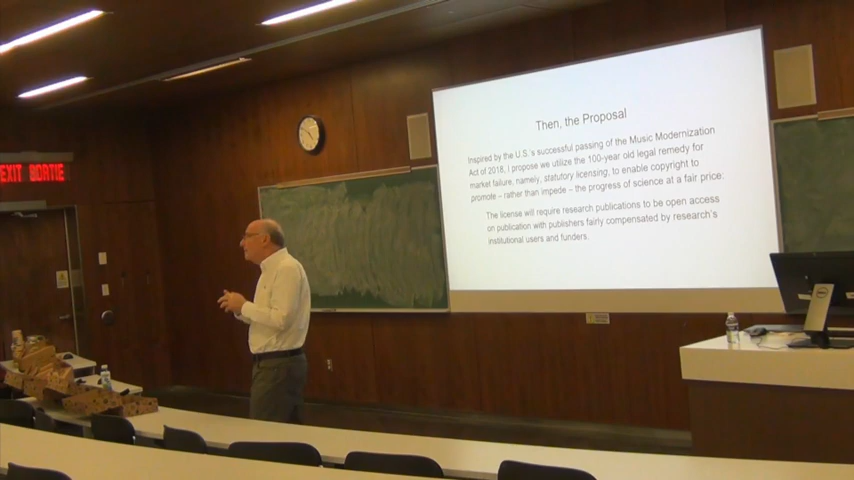 EXIT SORTIE
Then, the Proposal
Inspired by the U.S.'s successful passing of the Music Modernization
Act of 2018, I propose we utilize the 100-year old legal remedy for
market failure, namely, statutory licensing, to enable copyright to
promote – rather than impede – the progress of science at a fair price:
The license will require research publications to be open access
on publication with publishers fairly compensated by research's
institutional users and funders.
DELL